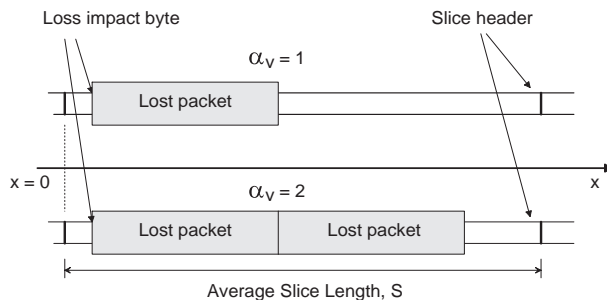 Loss impact byte
Slice header
αv = 1
Lost packet
x = 0
x
αv = 2
Lost packet
Lost packet
Average Slice Length, S